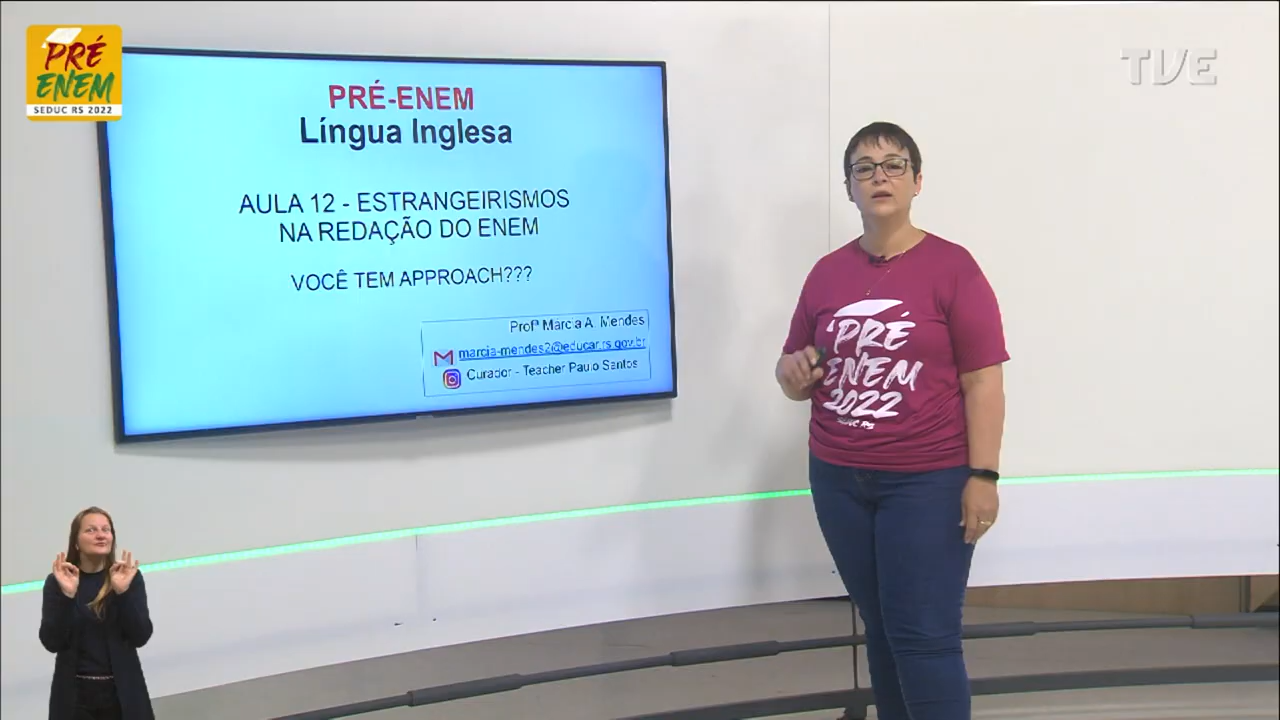 PRÉ
ENEM
SEDUC RS 2022
TVE
PRÉ-ENEM
Língua Inglesa
AULA 12 - ESTRANGEIRISMOS
NA REDAÇÃO DO ENEM
VOCÊ TEM APPROACH???
Profª Marcia A. Mendes
marcia-mendes2@educar.rs.gov.br
Curador - Teacher Paulo Santos
PRÉ
ENEM
2022
SEDUC RS